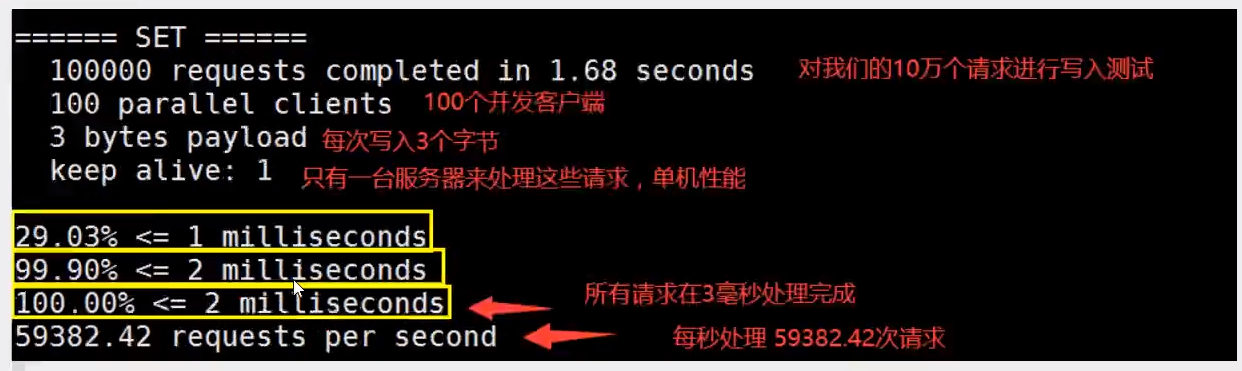 ====== SET ======
100000 requests completed in 1.68 seconds 对我们的10万个请求进行写入测试
100 parallel clients 100个并发客户端
3 bytes payload 每次写入3个字节
keep alive: 1 只有一台服务器来处理这些请求，单机性能
29.03% <= 1 milliseconds
99.90% <= 2 milliseconds
100.00% <= 2 milliseconds 所有请求在3毫秒处理完成
59382.42 requests per second 每秒处理 59382.42次请求